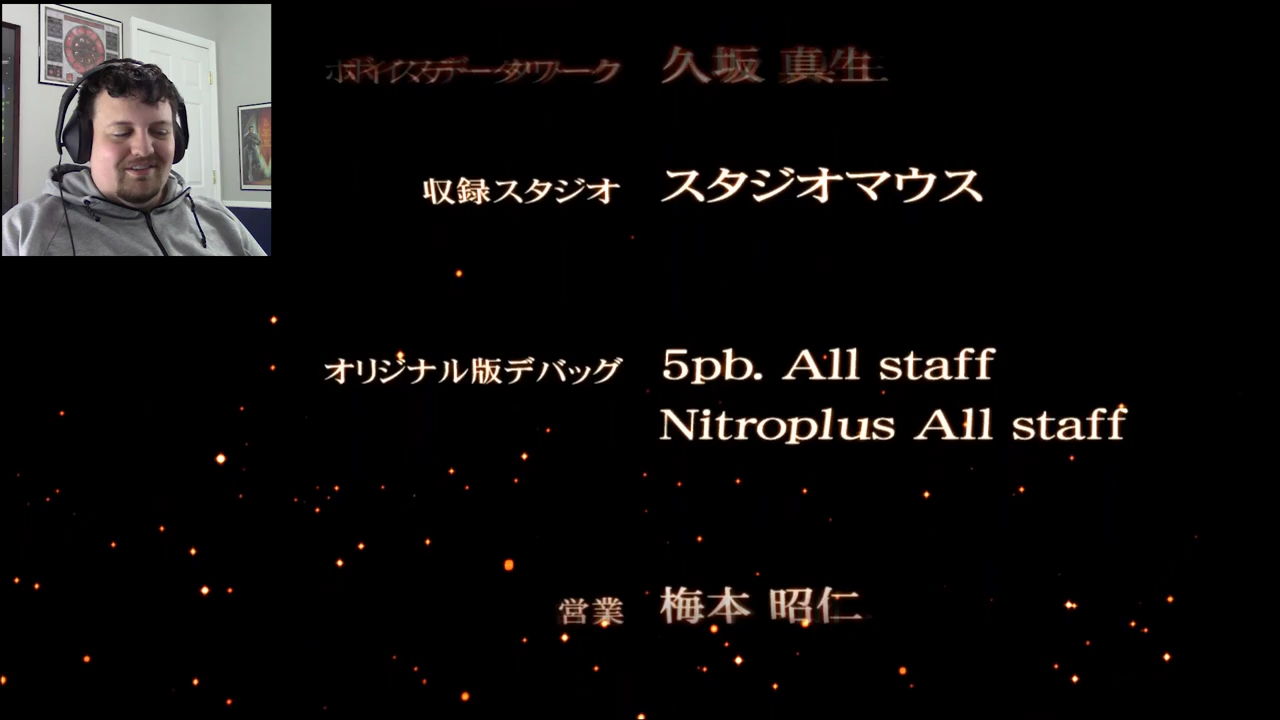 ボイスデータワーク 久坂 真生
収録スタジオ スタジオマウス
オリジナル版デバッグ 5pb. All staff
Nitroplus All staff
営業 梅本 昭仁